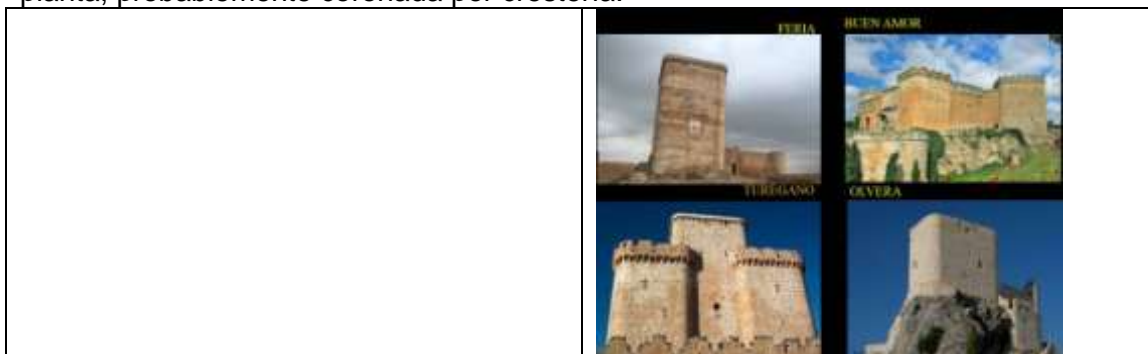 planta, probablemente coronada por crestería.
FERIA
BUEN AMOR
TUREGANO
OLVERA